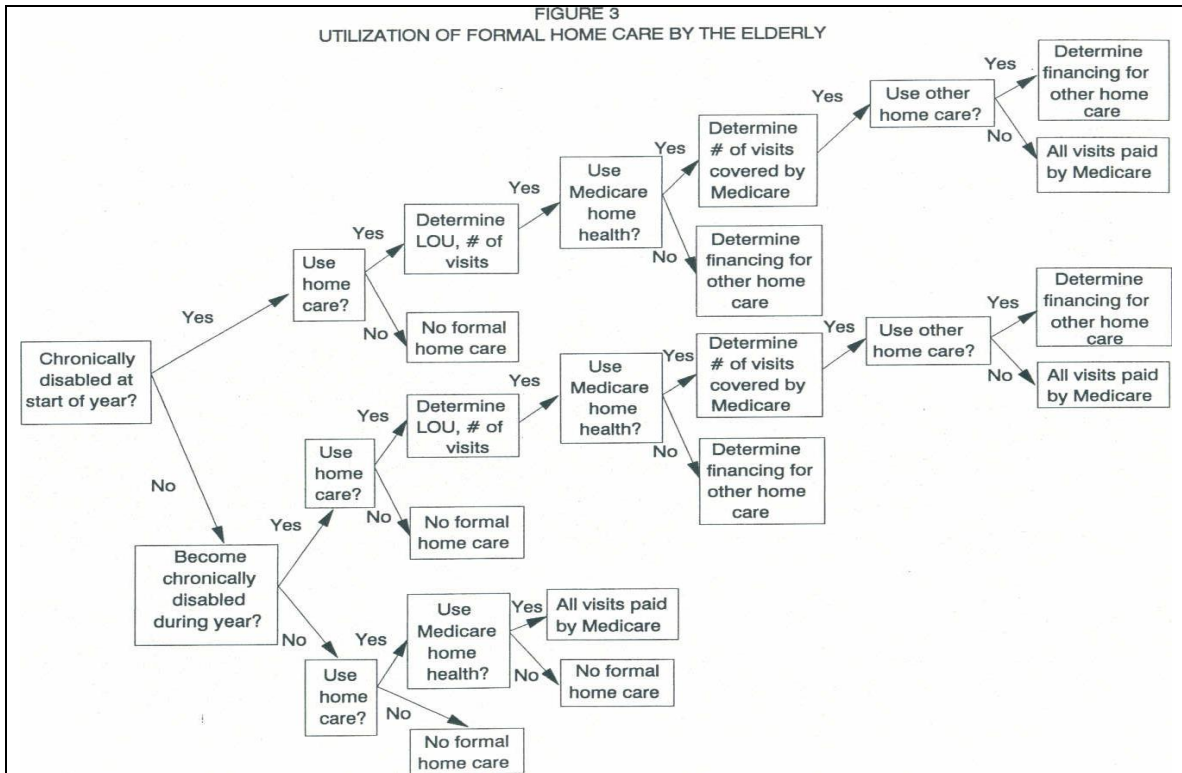 FIGURE 3
UTILIZATION OF FORMAL HOME CARE BY THE ELDERLY
Chronically
disabled at
start of year?
Yes
Use
home
care?
Yes
Determine
LOU, # of
visits
Yes
Use
Medicare
home
health?
Yes
Determine
# of visits
covered by
Medicare
Yes
Use other
home care?
Yes
Determine
financing for
other home
care
No
All visits paid
by Medicare
No
Determine
financing for
other home
care
No
No formal
home care
No
Become
chronically
disabled
during year?
Yes
Use
home
care?
Yes
Determine
LOU, # of
visits
Yes
Use
Medicare
home
health?
Yes
Determine
# of visits
covered by
Medicare
Yes
Use other
home care?
Yes
Determine
financing for
other home
care
No
All visits paid
by Medicare
No
Determine
financing for
other home
care
No
No formal
home care
No
Use
home
care?
Yes
Use
Medicare
home
health?
Yes
All visits paid
by Medicare
No
No formal
home care
No
No formal
home care